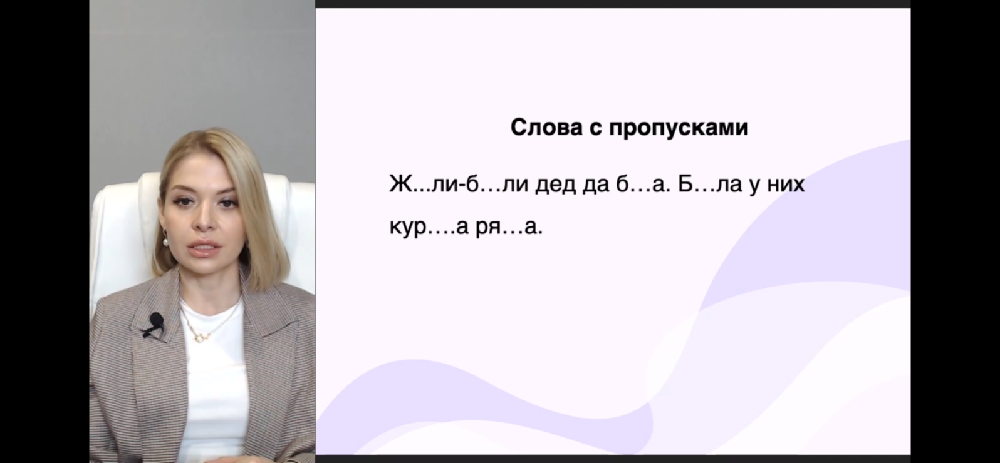 Слова с пропусками
Ж...ли-б...ли дед да б...а. Б...ла у них
кур....а ря...а.